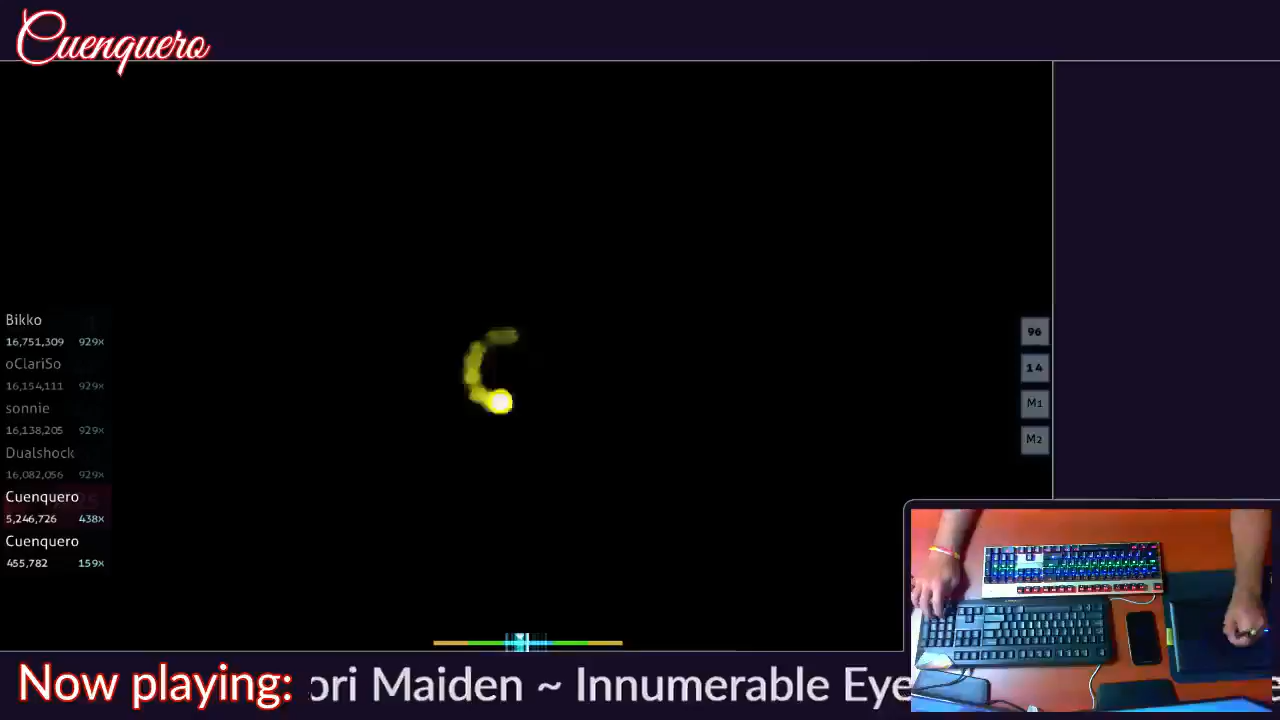 Cuenquero
Bikko
16,751,309 929x
oClariSo
16,154,111 929x
sonnie
16,138,205 929x
Dualshock
16,082,056 929x
Cuenquero
5,246,726 438x
Cuenquero
455,782 159x
96
14
M1
M2
Now playing: ori Maiden ~ Innumerable Eye